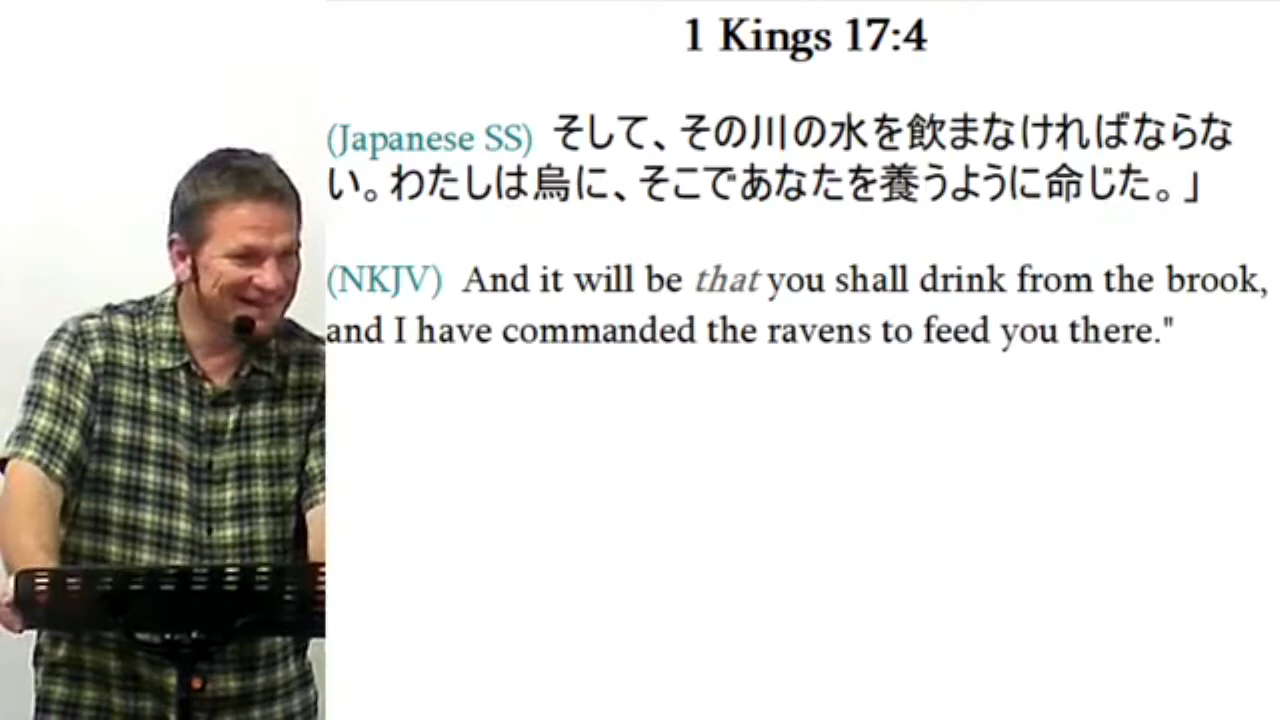 1 Kings 17:4
(Japanese SS) そして、その川の水を飲まなければならな
い。わたしは烏に、そこであなたを養うように命じた。」
(NKJV) And it will be that you shall drink from the brook,
and I have commanded the ravens to feed you there."